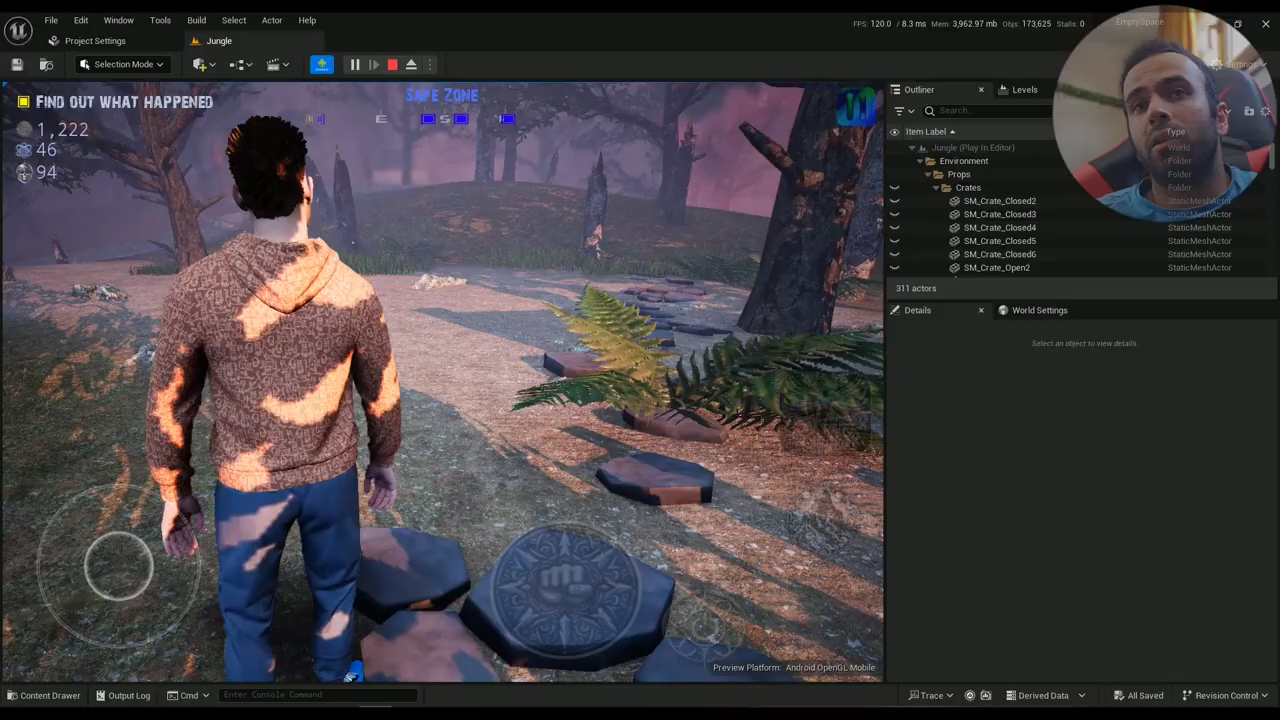 File Edit Window Tools Build Select Actor Help
FPS: 120.0 / 8.3 ms Mem: 3,962.97 mb Objs: 173,625 Stalls: 0
EmptySpace
Project Settings
Jungle
Selection Mode
Settings
FIND OUT WHAT HAPPENED
SAFE ZONE
1,222
E S
46
94
Outliner
Levels
Search...
Item Label
Type
Jungle (Play In Editor) World
Environment Folder
Props Folder
Crates Folder
SM_Crate_Closed2 StaticMeshActor
SM_Crate_Closed3 StaticMeshActor
SM_Crate_Closed4 StaticMeshActor
SM_Crate_Closed5 StaticMeshActor
SM_Crate_Closed6 StaticMeshActor
SM_Crate_Open2 StaticMeshActor
311 actors
Details
World Settings
Select an object to view details.
Preview Platform: Android OpenGL Mobile
Content Drawer Output Log Cmd Enter Console Command Trace Derived Data All Saved Revision Control